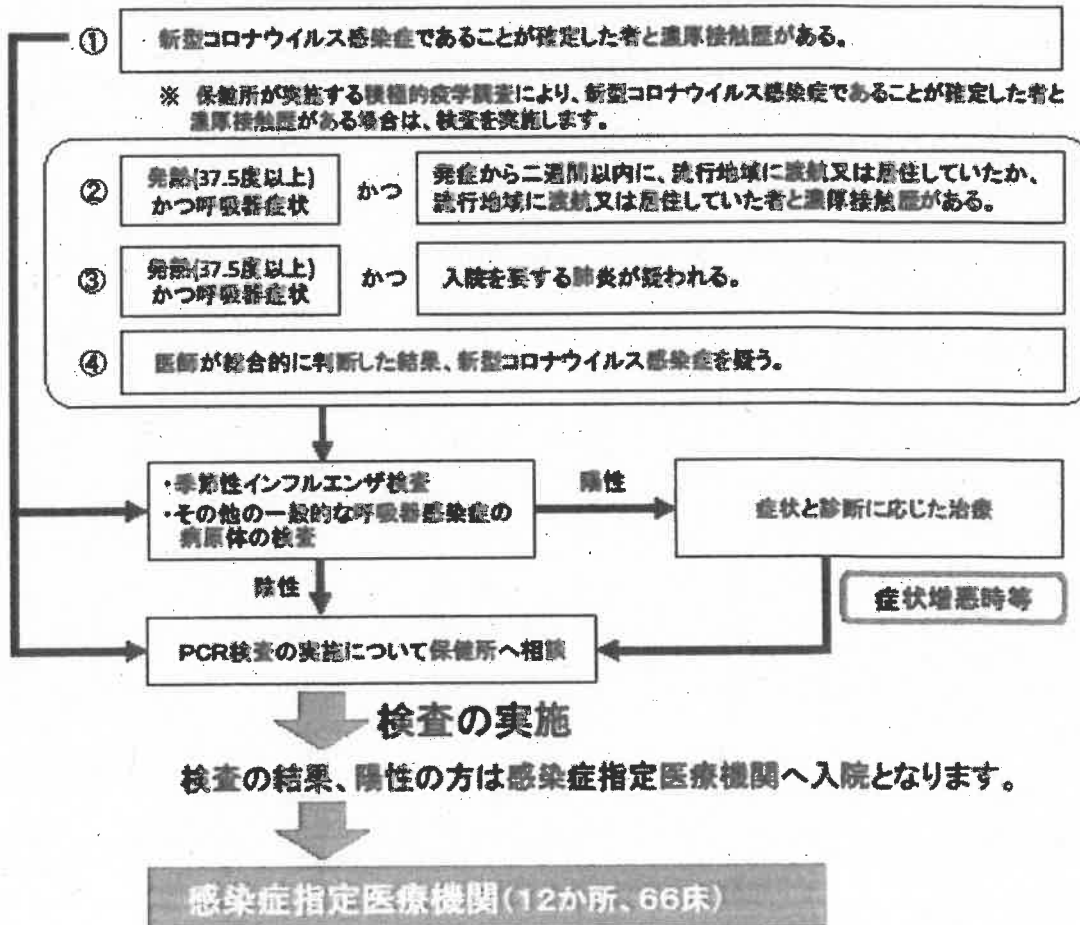 ① 新型コロナウイルス感染症であることが確定した者と濃厚接触歴がある。
※ 保健所が実施する積極的疫学調査により、新型コロナウイルス感染症であることが確定した者と
濃厚接触歴がある場合は、検査を実施します。
② 発熱(37.5度以上)
かつ呼吸器症状
かつ
発症から二週間以内に、流行地域に渡航又は居住していたか、
流行地域に渡航又は居住していた者と濃厚接触歴がある。
③ 発熱(37.5度以上)
かつ呼吸器症状
かつ
入院を要する肺炎が疑われる。
④ 医師が総合的に判断した結果、新型コロナウイルス感染症を疑う。
・季節性インフルエンザ検査
・その他の一般的な呼吸器感染症の
病原体の検査
陽性
症状と診断に応じた治療
陰性
症状増悪時等
PCR検査の実施について保健所へ相談
検査の実施
検査の結果、陽性の方は感染症指定医療機関へ入院となります。
感染症指定医療機関(12か所、66床)